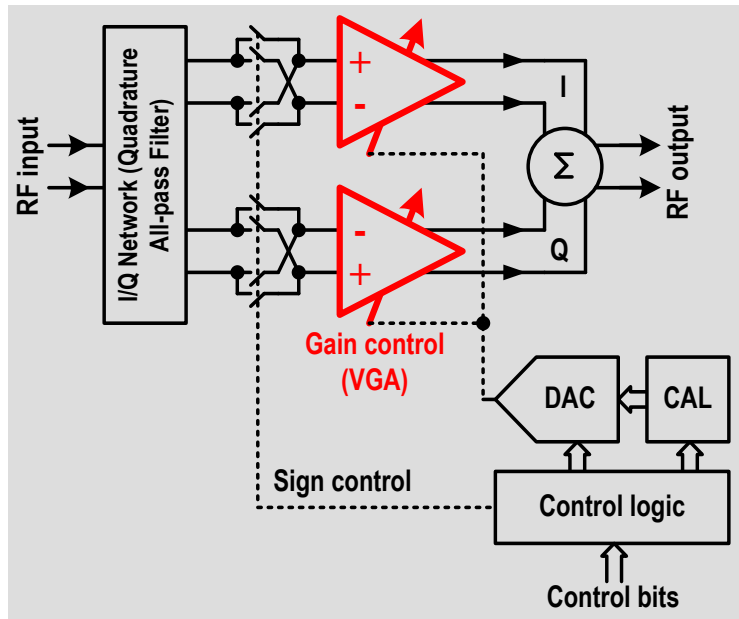 RF input
I/Q Network (Quadrature
All-pass Filter)
+
-
-
+
I
Σ
Q
RF output
Gain control
(VGA)
DAC
CAL
Sign control
Control logic
Control bits